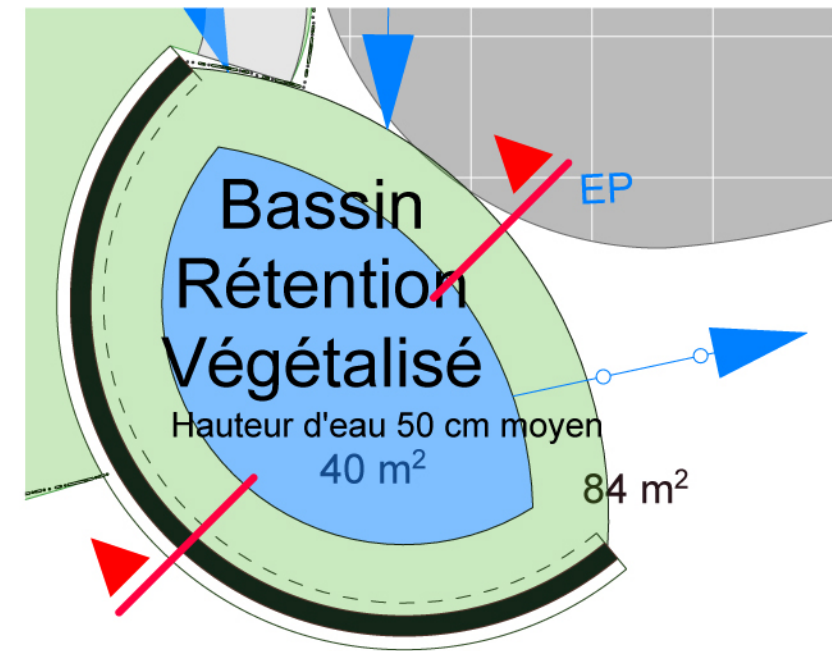 EP
Bassin
Rétention
Végétalisé
Hauteur d'eau 50 cm moyen
40 m²
84 m²